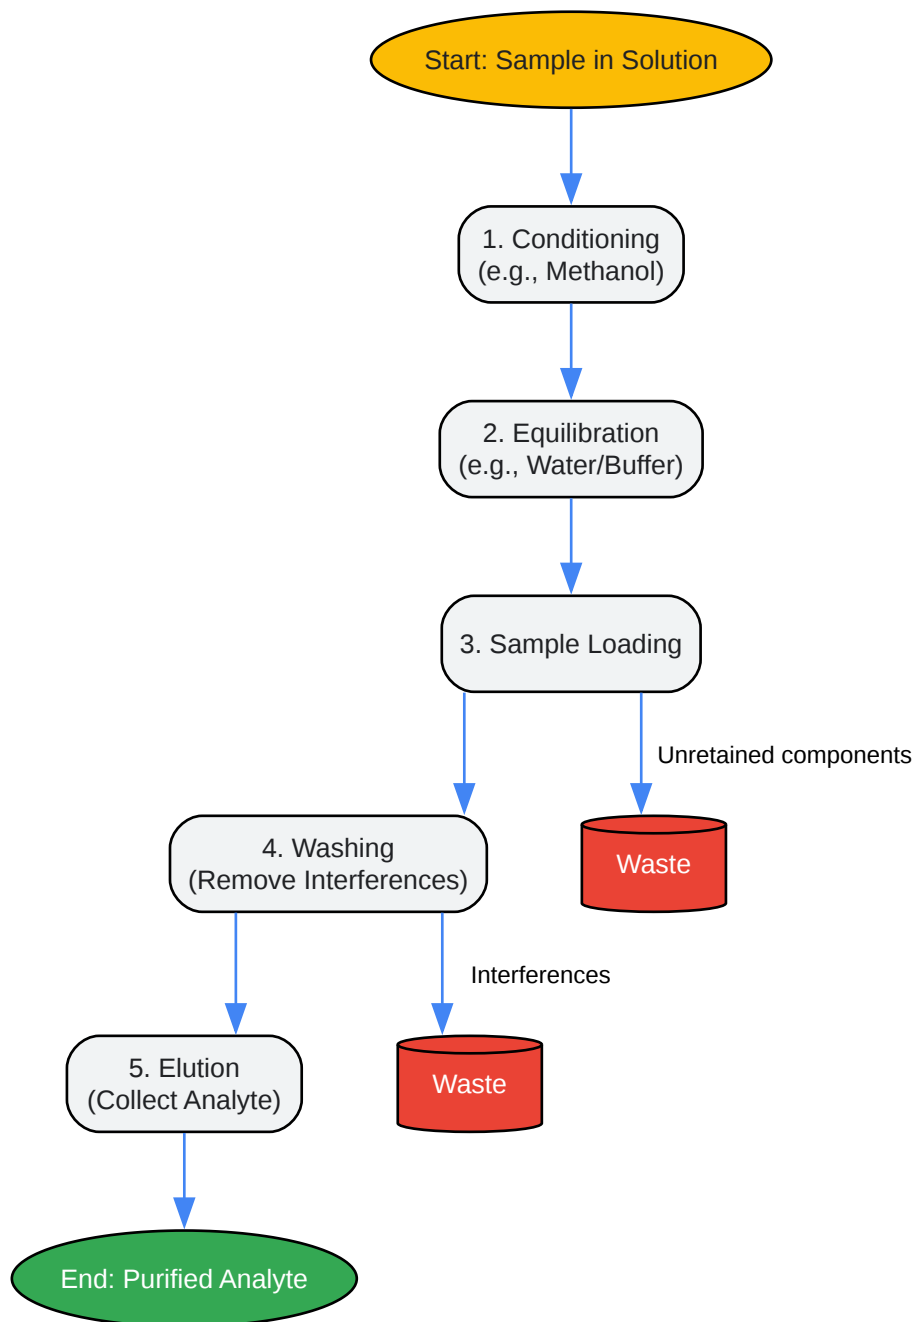 Start: Sample in Solution
1. Conditioning
(e.g., Methanol)
2. Equilibration
(e.g., Water/Buffer)
3. Sample Loading
Unretained components
4. Washing
(Remove Interferences)
Waste
Interferences
5. Elution
(Collect Analyte)
Waste
End: Purified Analyte